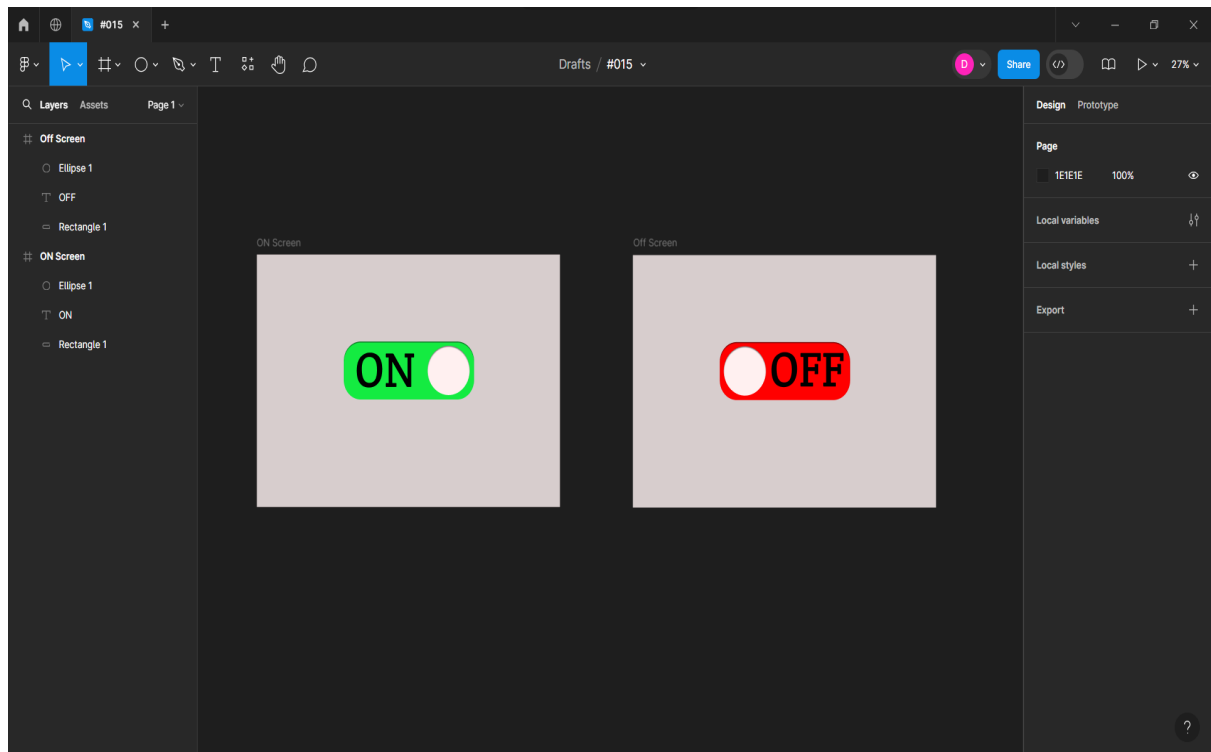 #015
Drafts / #015
D
Share
27%
Layers Assets Page 1
Off Screen
Ellipse 1
OFF
Rectangle 1
ON Screen
Ellipse 1
ON
Rectangle 1
ON Screen
ON
Off Screen
OFF
Design Prototype
Page
1E1E1E 100%
Local variables
Local styles
Export
?